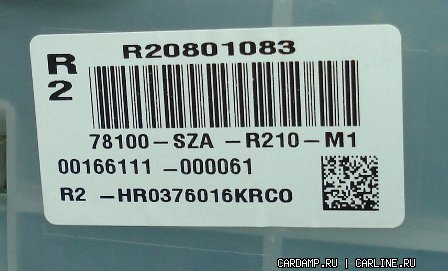 R20801083
R
2
78100-SZA -R210-M1
00166111 -000061
R2 -HR0376016KRCO
CARDAMP.RU | CARLINE.RU